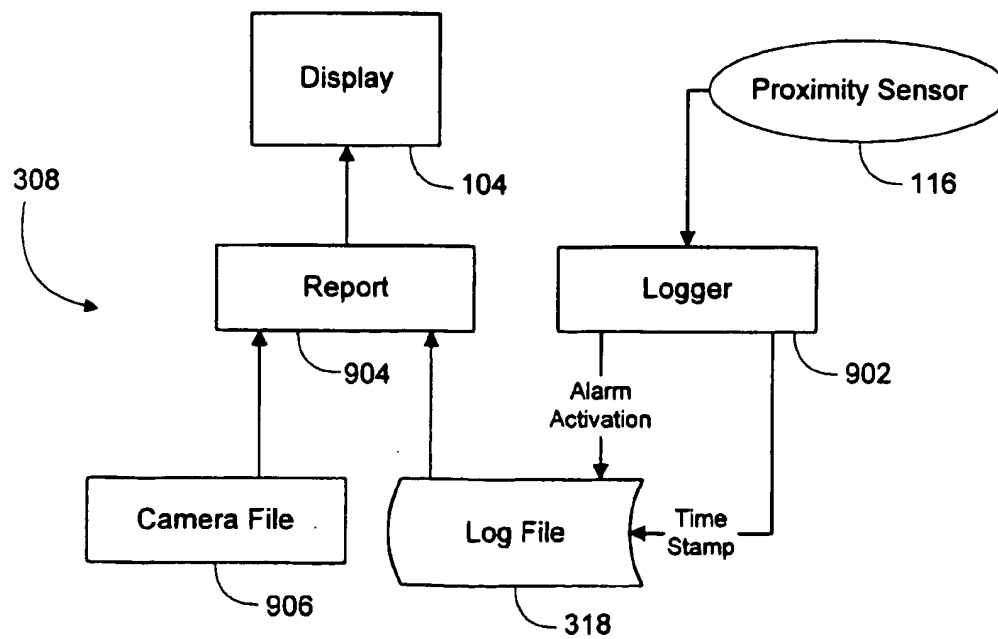 Display
Proximity Sensor
308
104
116
Report
Logger
904
902
Alarm
Activation
Camera File
Log File
Time
Stamp
906
318